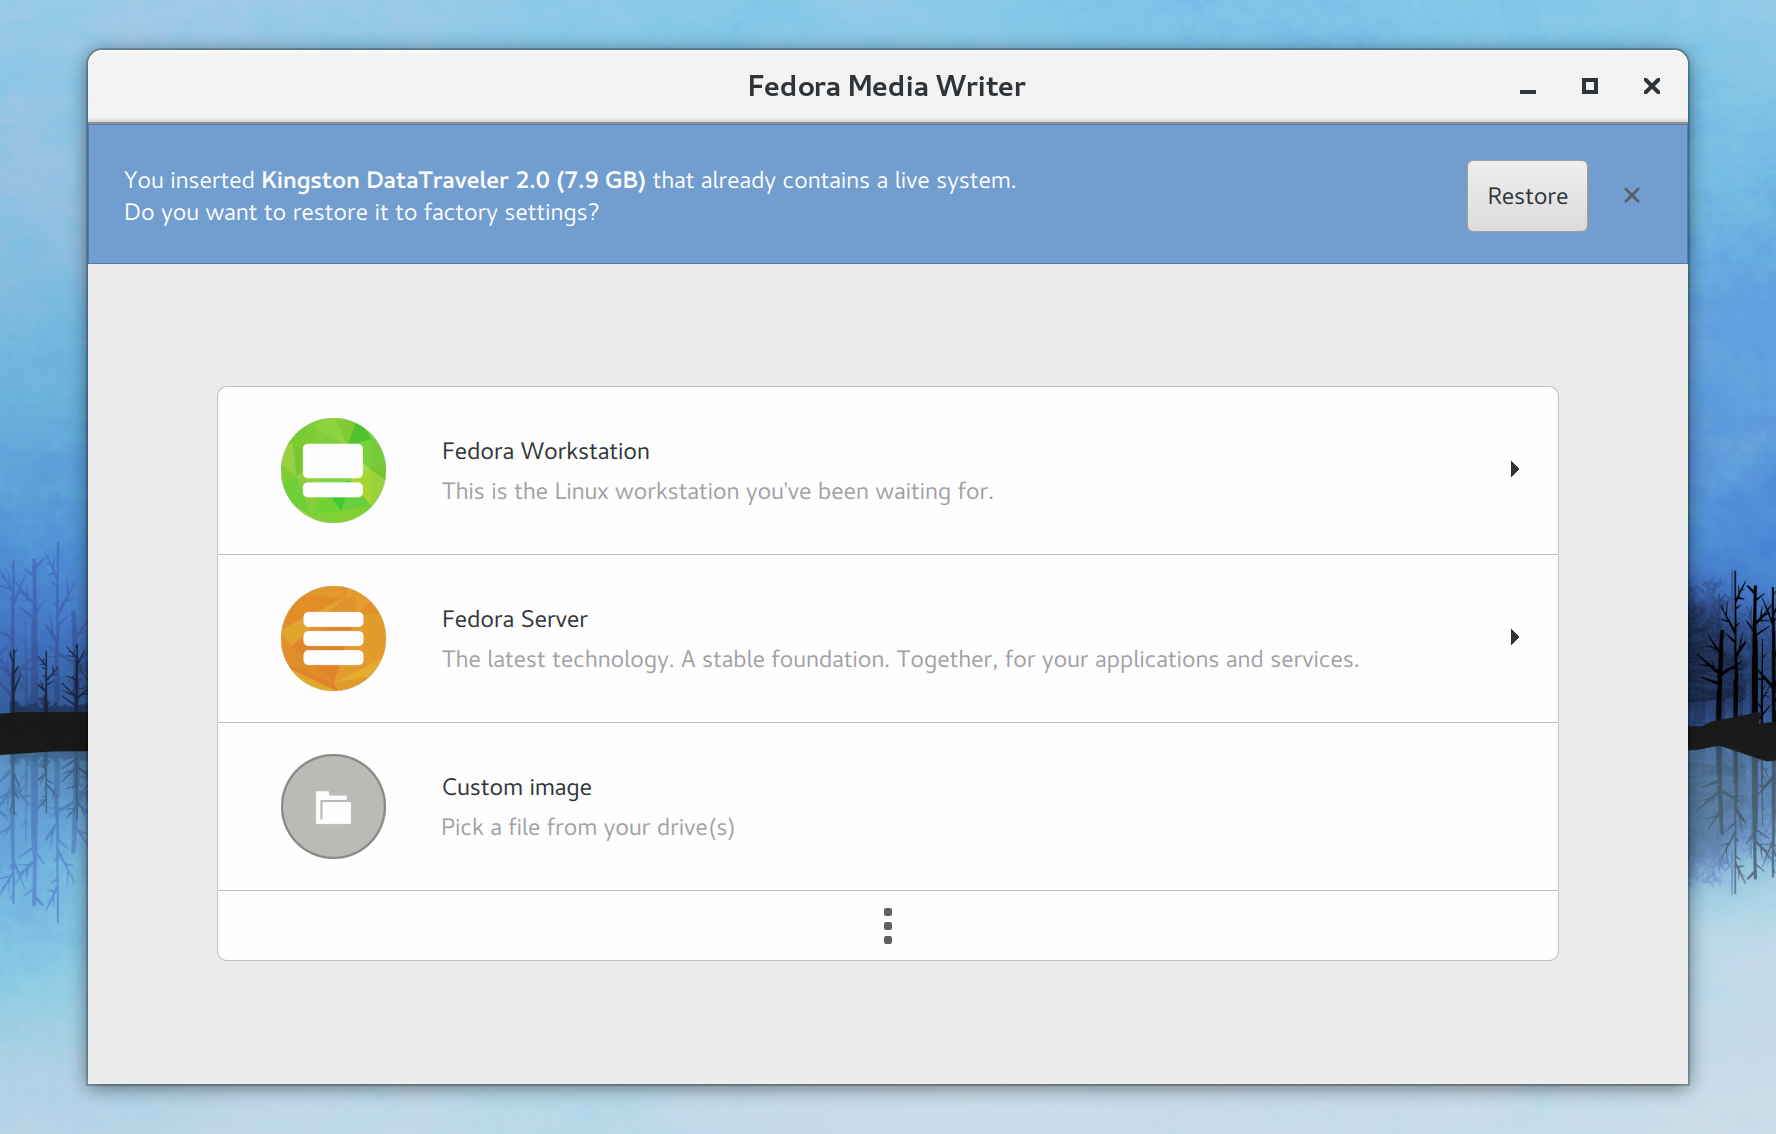 Fedora Media Writer
You inserted Kingston DataTraveler 2.0 (7.9 GB) that already contains a live system.
Do you want to restore it to factory settings?
Restore
Fedora Workstation
This is the Linux workstation you've been waiting for.
Fedora Server
The latest technology. A stable foundation. Together, for your applications and services.
Custom image
Pick a file from your drive(s)